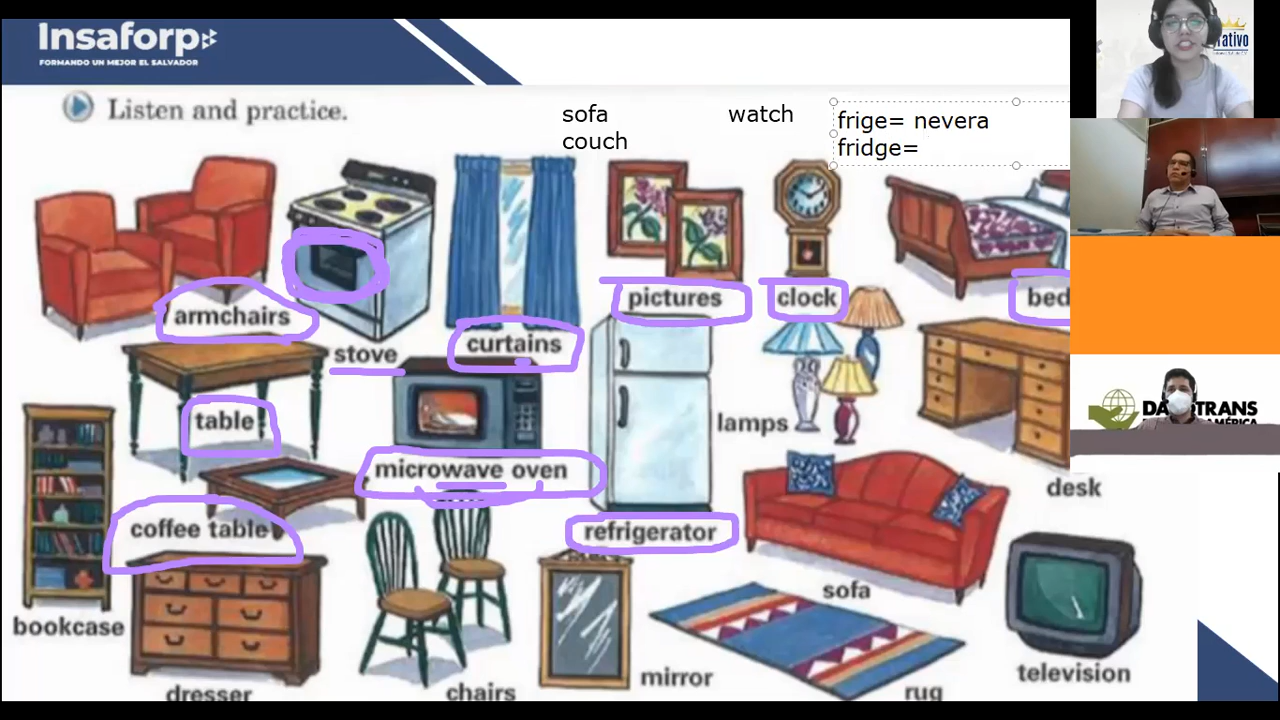 Insaforp
FORMANDO UN MEJOR EL SALVADOR
Listen and practice.
sofa
couch
watch
frige= nevera
fridge=
armchairs
stove
curtains
pictures
clock
bed
table
microwave oven
lamps
coffee table
refrigerator
desk
bookcase
sofa
dresser
chairs
mirror
rug
television